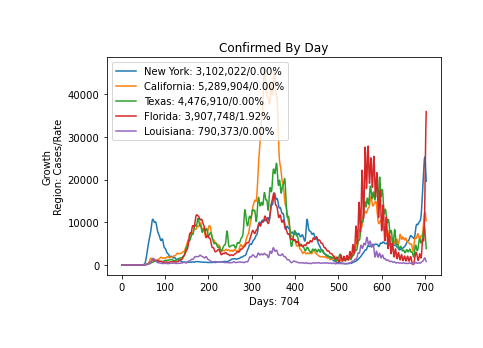 Confirmed By Day
New York: 3,102,022/0.00%
California: 5,289,904/0.00%
Texas: 4,476,910/0.00%
Florida: 3,907,748/1.92%
Louisiana: 790,373/0.00%
Growth
Region: Cases/Rate
40000
30000
20000
10000
0
0 100 200 300 400 500 600 700
Days: 704